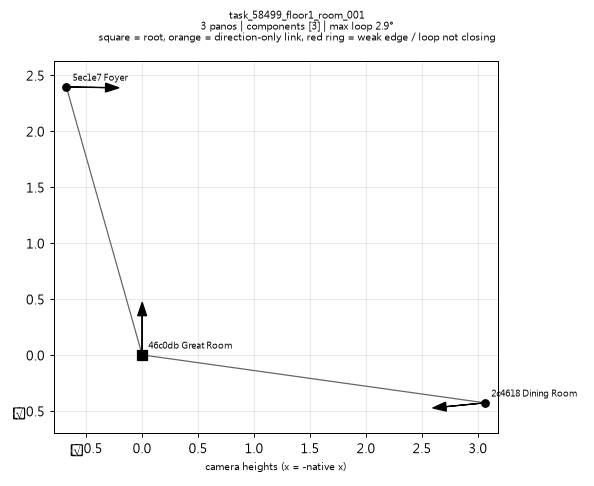 task_58499_floor1_room_001
3 panos | components [3] | max loop 2.9°
square = root, orange = direction-only link, red ring = weak edge / loop not closing
2.5
5ec1e7 Foyer
2.0
1.5
1.0
0.5
46c0db Great Room
0.0
2c4618 Dining Room
√0.5
√0.5 0.0 0.5 1.0 1.5 2.0 2.5 3.0
camera heights (x = -native x)